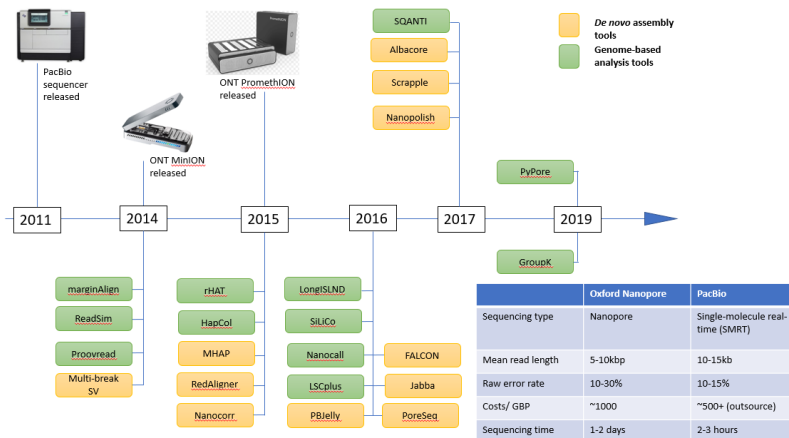 PacBio
sequencer
released
ONT MinION
released
ONT PromethION
released
SQANTI
Albacore
Scrapple
Nanopolish
De novo assembly
tools
Genome-based
analysis tools
PyPore
2011
2014
2015
2016
2017
2019
GroupK
marginAlign
ReadSim
Proovread
Multi-break
SV
rHAT
HapCol
MHAP
RedAligner
Nanocorr
LongISLND
SiLiCo
Nanocall
LSCplus
PBJelly
FALCON
Jabba
PoreSeq
Oxford Nanopore PacBio
Sequencing type Nanopore Single-molecule real-
time (SMRT)
Mean read length 5-10kbp 10-15kb
Raw error rate 10-30% 10-15%
Costs/ GBP ~1000 ~500+ (outsource)
Sequencing time 1-2 days 2-3 hours